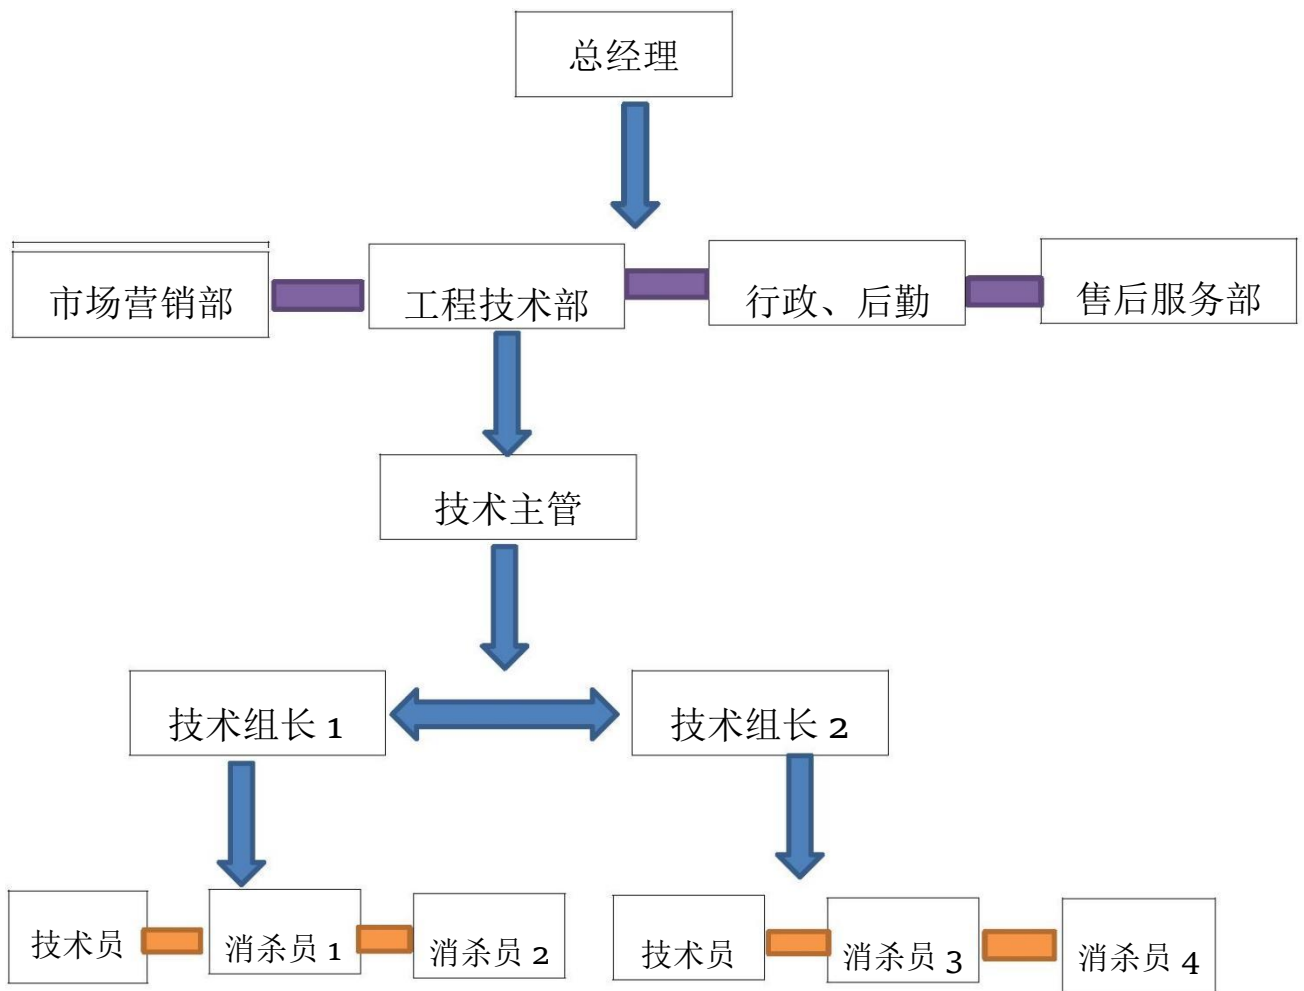 总经理
市场营销部
工程技术部
行政、后勤
售后服务部
技术主管
技术组长 1
技术组长 2
技术员
消杀员 1
消杀员 2
技术员
消杀员 3
消杀员 4